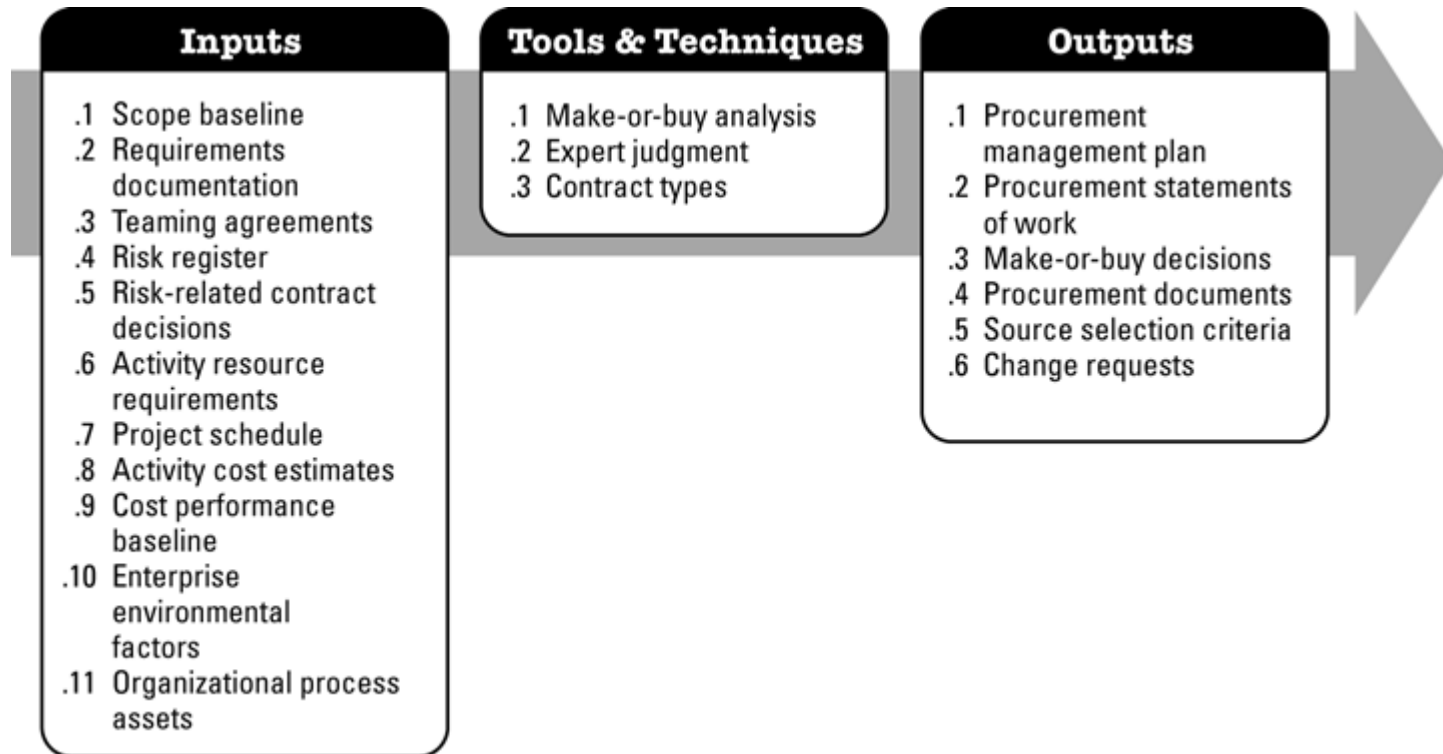 Inputs
.1 Scope baseline
.2 Requirements
documentation
.3 Teaming agreements
.4 Risk register
.5 Risk-related contract
decisions
.6 Activity resource
requirements
.7 Project schedule
.8 Activity cost estimates
.9 Cost performance
baseline
.10 Enterprise
environmental
factors
.11 Organizational process
assets
Tools & Techniques
.1 Make-or-buy analysis
.2 Expert judgment
.3 Contract types
Outputs
.1 Procurement
management plan
.2 Procurement statements
of work
.3 Make-or-buy decisions
.4 Procurement documents
.5 Source selection criteria
.6 Change requests